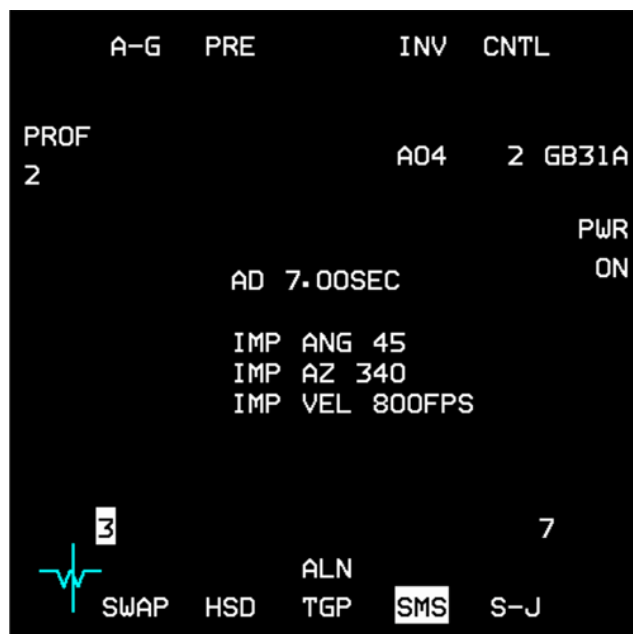 A-G PRE INV CNTL
PROF
2
A04 2 GB31A
PWR
ON
AD 7.00SEC
IMP ANG 45
IMP AZ 340
IMP VEL 800FPS
3 7
ALN
SWAP HSD TGP SMS S-J